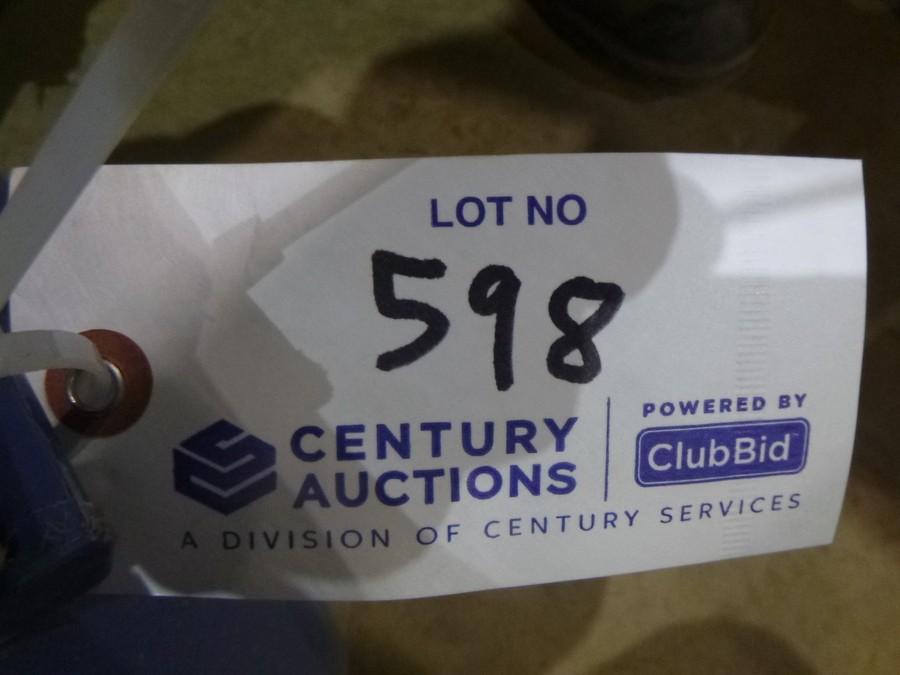 LOT NO
598
CENTURY
AUCTIONS
POWERED BY
ClubBid
A DIVISION OF CENTURY SERVICES